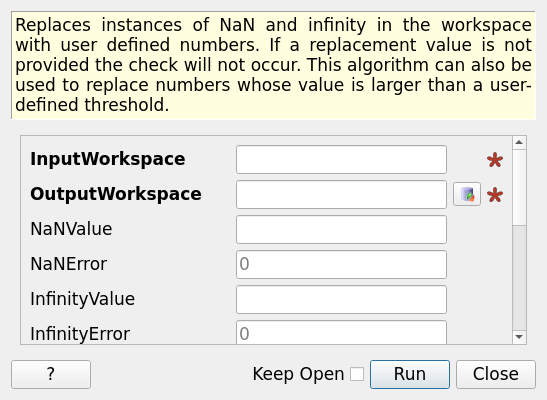 Replaces instances of NaN and infinity in the workspace
with user defined numbers. If a replacement value is not
provided the check will not occur. This algorithm can also be
used to replace numbers whose value is larger than a user-
defined threshold.
InputWorkspace
OutputWorkspace
NaNValue
NaNError 0
InfinityValue
InfinityError 0
? Keep Open Run Close